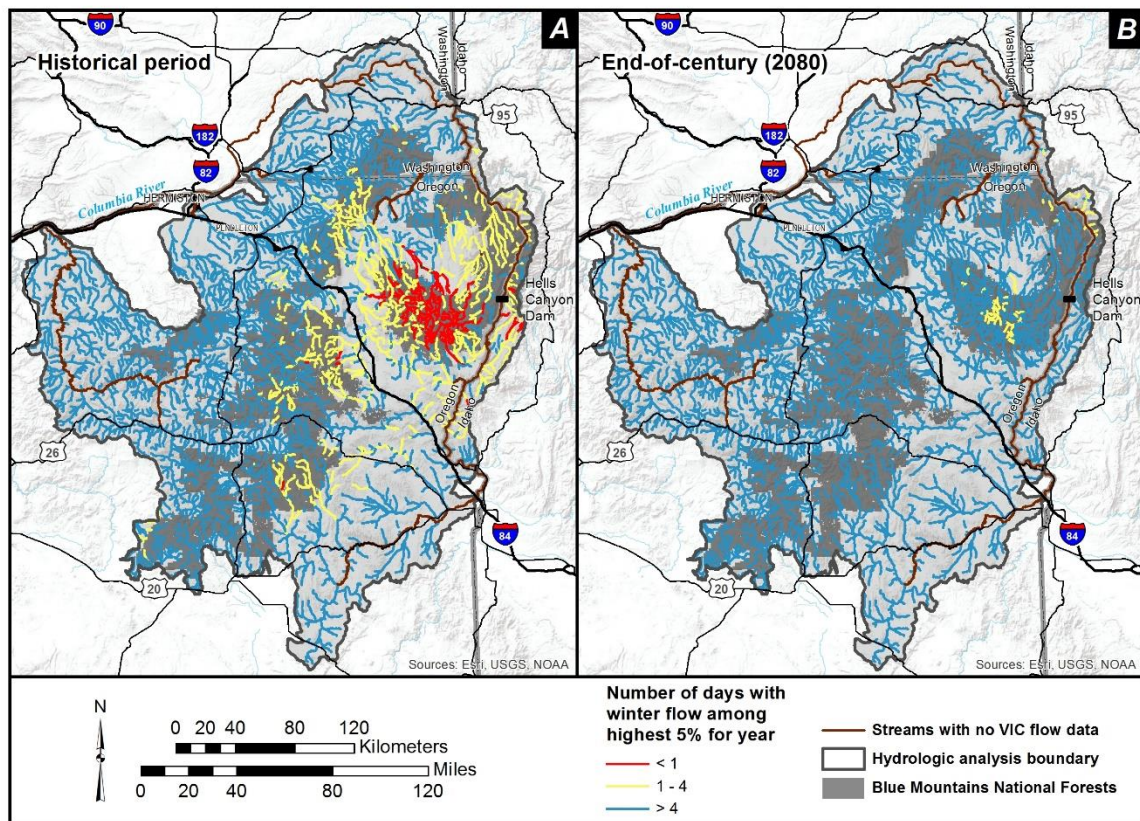 A
90
Washington
Idaho
Historical period
95
182
82
Washington
Oregon
Columbia River
HERMISTON
PENDLETON
Hells
Canyon
Dam
Oregon
Idaho
26
84
20
Sources: Esri, USGS, NOAA
B
90
Washington
Idaho
End-of-century (2080)
95
182
82
Washington
Oregon
Columbia River
HERMISTON
PENDLETON
Hells
Canyon
Dam
Oregon
Idaho
26
84
20
Sources: Esri, USGS, NOAA
N
0 20 40 80 120
Kilometers
Miles
0 20 40 80 120
Number of days with
winter flow among
highest 5% for year
< 1
1 - 4
> 4
Streams with no VIC flow data
Hydrologic analysis boundary
Blue Mountains National Forests